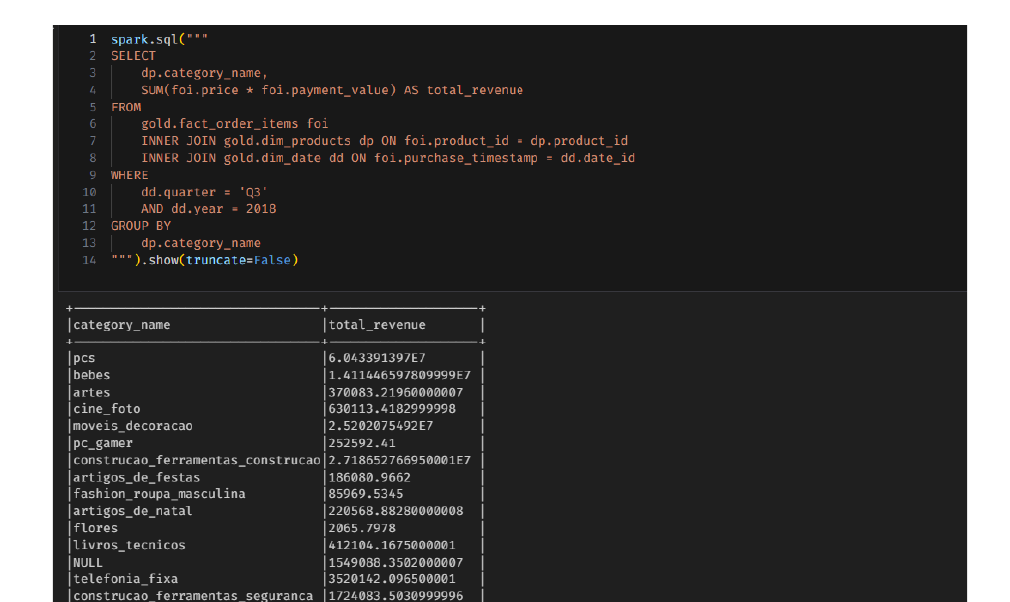 1 spark.sql("""
2 SELECT
3 dp.category_name,
4 SUM(foi.price * foi.payment_value) AS total_revenue
5 FROM
6 gold.fact_order_items foi
7 INNER JOIN gold.dim_products dp ON foi.product_id = dp.product_id
8 INNER JOIN gold.dim_date dd ON foi.purchase_timestamp = dd.date_id
9 WHERE
10 dd.quarter = 'Q3'
11 AND dd.year = 2018
12 GROUP BY
13 dp.category_name
14 """).show(truncate=False)
|category_name |total_revenue |
|pcs |6.043391397E7 |
|bebes |1.411446597809999E7 |
|artes |370083.21960000007 |
|cine_foto |630113.4182999998 |
|moveis_decoracao |2.5202075492E7 |
|pc_gamer |252592.41 |
|construcao_ferramentas_construcao|2.718652766950001E7 |
|artigos_de_festas |186080.9662 |
|fashion_roupa_masculina |85969.5345 |
|artigos_de_natal |220568.88280000008 |
|flores |2065.7978 |
|livros_tecnicos |412104.1675000001 |
|NULL |1549088.3502000007 |
|telefonia_fixa |3520142.096500001 |
|construcao_ferramentas_seguranca |1724083.5030999996 |